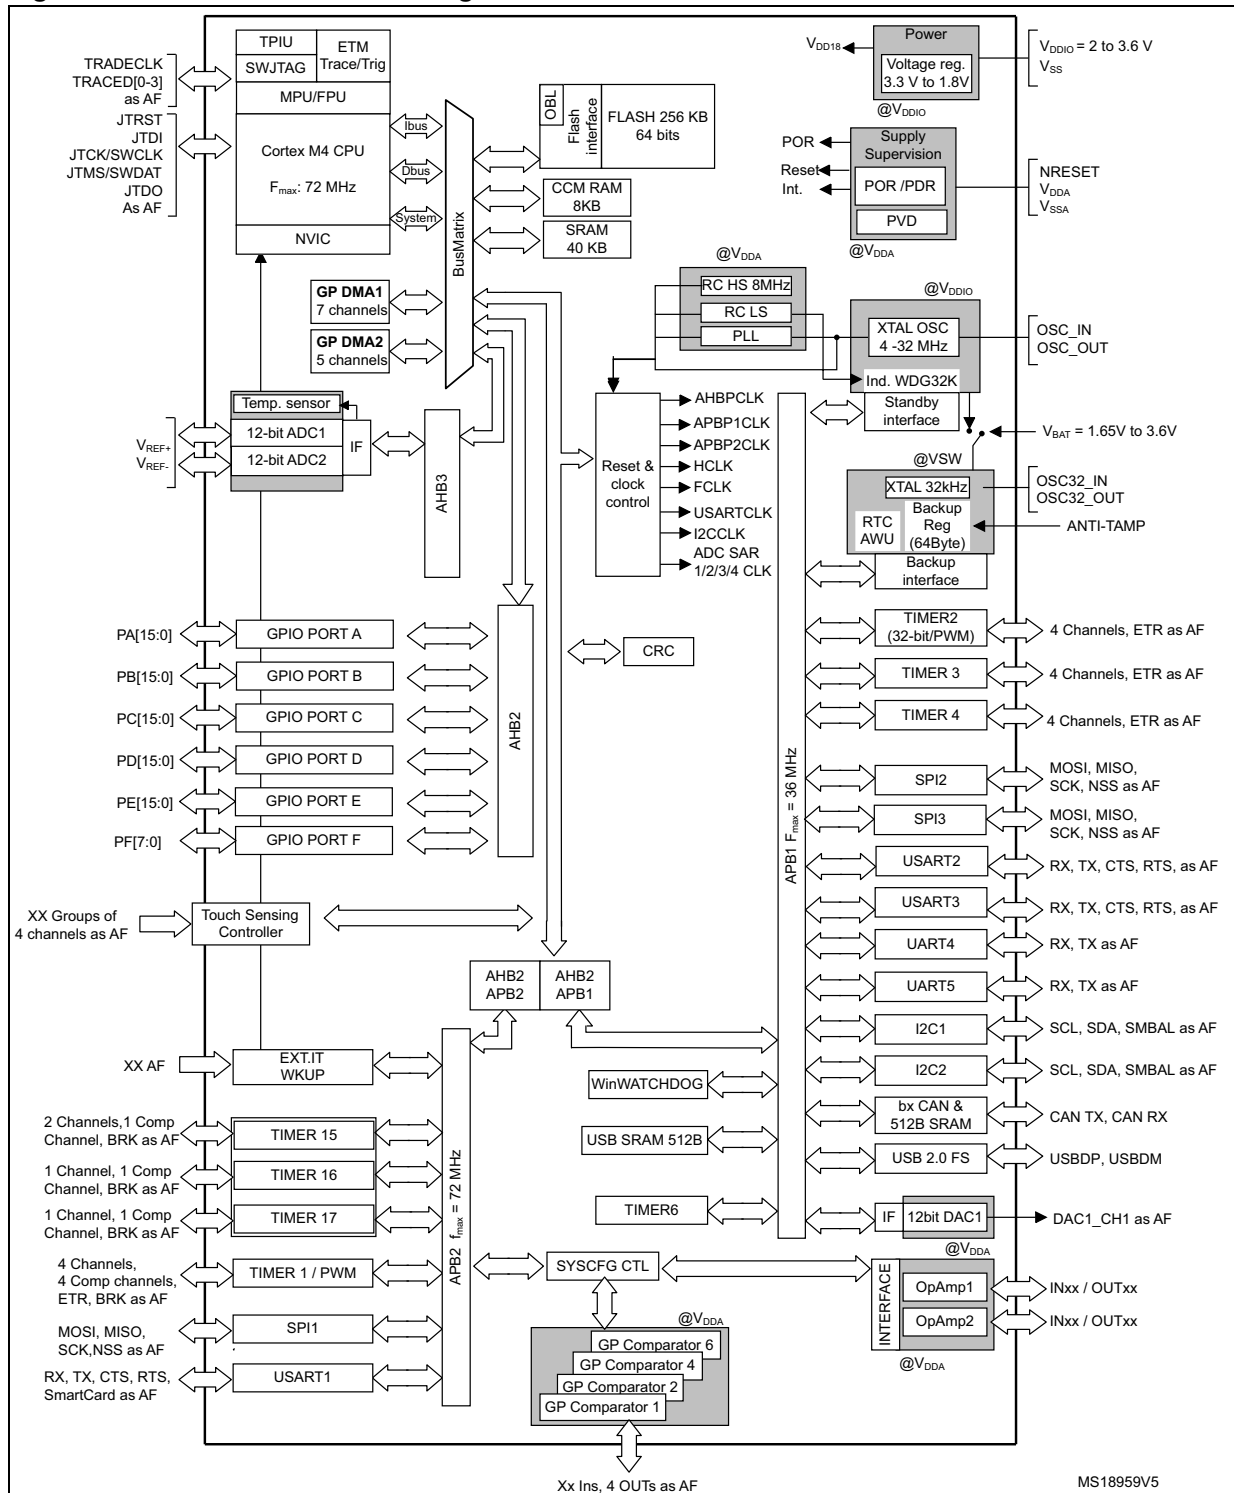 TPIU
ETM
Trace/Trig
SWJTAG
MPU/FPU
Cortex M4 CPU
Fmax: 72 MHz
NVIC
TRADECLK
TRACED[0-3]
as AF
JTRST
JTDI
JTCK/SWCLK
JTMS/SWDAT
JTDO
As AF
Ibus
Dbus
System
BusMatrix
OBL
Flash
interface
FLASH 256 KB
64 bits
CCM RAM
8KB
SRAM
40 KB
GP DMA1
7 channels
GP DMA2
5 channels
VDD18
Power
Voltage reg.
3.3 V to 1.8V
@VDDIO
VDDIO = 2 to 3.6 V
VSS
POR
Reset
Int.
Supply
Supervision
POR /PDR
PVD
@VDDA
NRESET
VDDA
VSSA
@VDDA
RC HS 8MHz
RC LS
PLL
@VDDIO
XTAL OSC
4 -32 MHz
Ind. WDG32K
Standby
interface
OSC_IN
OSC_OUT
VBAT = 1.65V to 3.6V
@VSW
XTAL 32kHz
RTC
AWU
Backup
Reg
(64Byte)
Backup
interface
OSC32_IN
OSC32_OUT
ANTI-TAMP
Reset &
clock
control
AHBPCLK
APBP1CLK
APBP2CLK
HCLK
FCLK
USARTCLK
I2CCLK
ADC SAR
1/2/3/4 CLK
VREF+
VREF-
Temp. sensor
12-bit ADC1
12-bit ADC2
IF
AHB3
AHB2
PA[15:0]
GPIO PORT A
PB[15:0]
GPIO PORT B
PC[15:0]
GPIO PORT C
PD[15:0]
GPIO PORT D
PE[15:0]
GPIO PORT E
PF[7:0]
GPIO PORT F
CRC
XX Groups of
4 channels as AF
Touch Sensing
Controller
AHB2
APB2
AHB2
APB1
APB1 Fmax = 36 MHz
TIMER2
(32-bit/PWM)
4 Channels, ETR as AF
TIMER 3
4 Channels, ETR as AF
TIMER 4
4 Channels, ETR as AF
SPI2
MOSI, MISO,
SCK, NSS as AF
SPI3
MOSI, MISO,
SCK, NSS as AF
USART2
RX, TX, CTS, RTS, as AF
USART3
RX, TX, CTS, RTS, as AF
UART4
RX, TX as AF
UART5
RX, TX as AF
I2C1
SCL, SDA, SMBAL as AF
I2C2
SCL, SDA, SMBAL as AF
bx CAN &
512B SRAM
CAN TX, CAN RX
USB 2.0 FS
USBDP, USBDM
IF
12bit DAC1
DAC1_CH1 as AF
@VDDA
WinWATCHDOG
USB SRAM 512B
TIMER6
XX AF
EXT.IT
WKUP
2 Channels,1 Comp
Channel, BRK as AF
TIMER 15
1 Channel, 1 Comp
Channel, BRK as AF
TIMER 16
1 Channel, 1 Comp
Channel, BRK as AF
TIMER 17
4 Channels,
4 Comp channels,
ETR, BRK as AF
TIMER 1 / PWM
MOSI, MISO,
SCK,NSS as AF
SPI1
RX, TX, CTS, RTS,
SmartCard as AF
USART1
APB2 fmax = 72 MHz
SYSCFG CTL
@VDDA
GP Comparator 6
GP Comparator 4
GP Comparator 2
GP Comparator 1
Xx Ins, 4 OUTs as AF
INTERFACE
OpAmp1
INxx / OUTxx
OpAmp2
INxx / OUTxx
@VDDA
MS18959V5